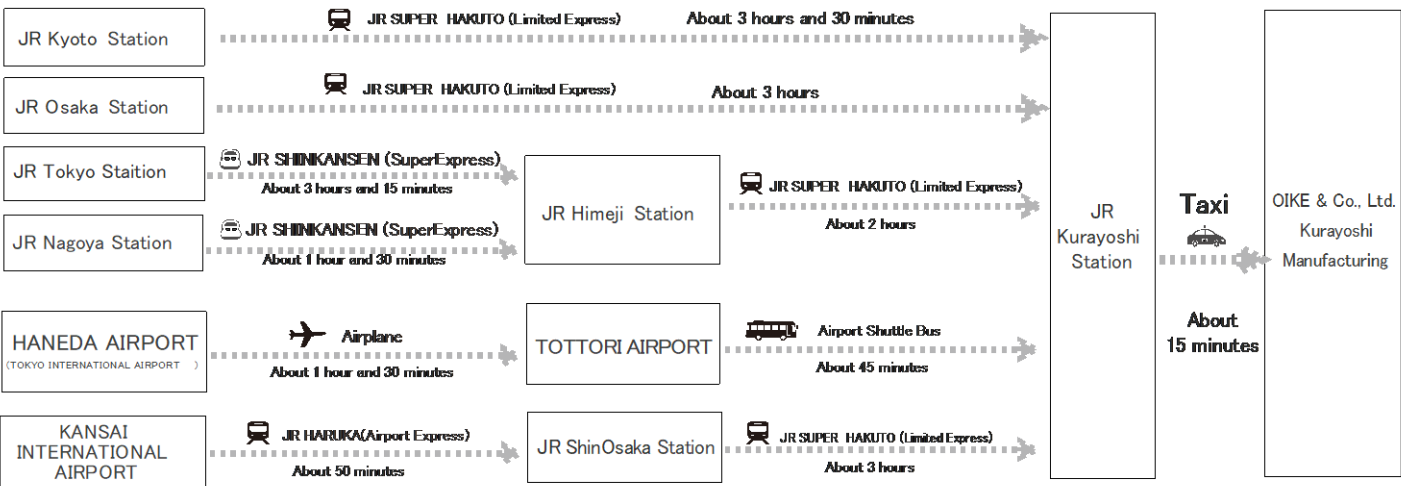 JR Kyoto Station
JR SUPER HAKUTO (Limited Express)
About 3 hours and 30 minutes
JR Osaka Station
JR SUPER HAKUTO (Limited Express)
About 3 hours
JR Tokyo Staition
JR SHINKANSEN (SuperExpress)
About 3 hours and 15 minutes
JR Nagoya Station
JR SHINKANSEN (SuperExpress)
About 1 hour and 30 minutes
JR Himeji Station
JR SUPER HAKUTO (Limited Express)
About 2 hours
HANEDA AIRPORT
(TOKYO INTERNATIONAL AIRPORT )
Airplane
About 1 hour and 30 minutes
TOTTORI AIRPORT
Airport Shuttle Bus
About 45 minutes
KANSAI
INTERNATIONAL
AIRPORT
JR HARUKA(Airport Express)
About 50 minutes
JR ShinOsaka Station
JR SUPER HAKUTO (Limited Express)
About 3 hours
JR
Kurayoshi
Station
Taxi
About
15 minutes
OIKE & Co., Ltd.
Kurayoshi
Manufacturing